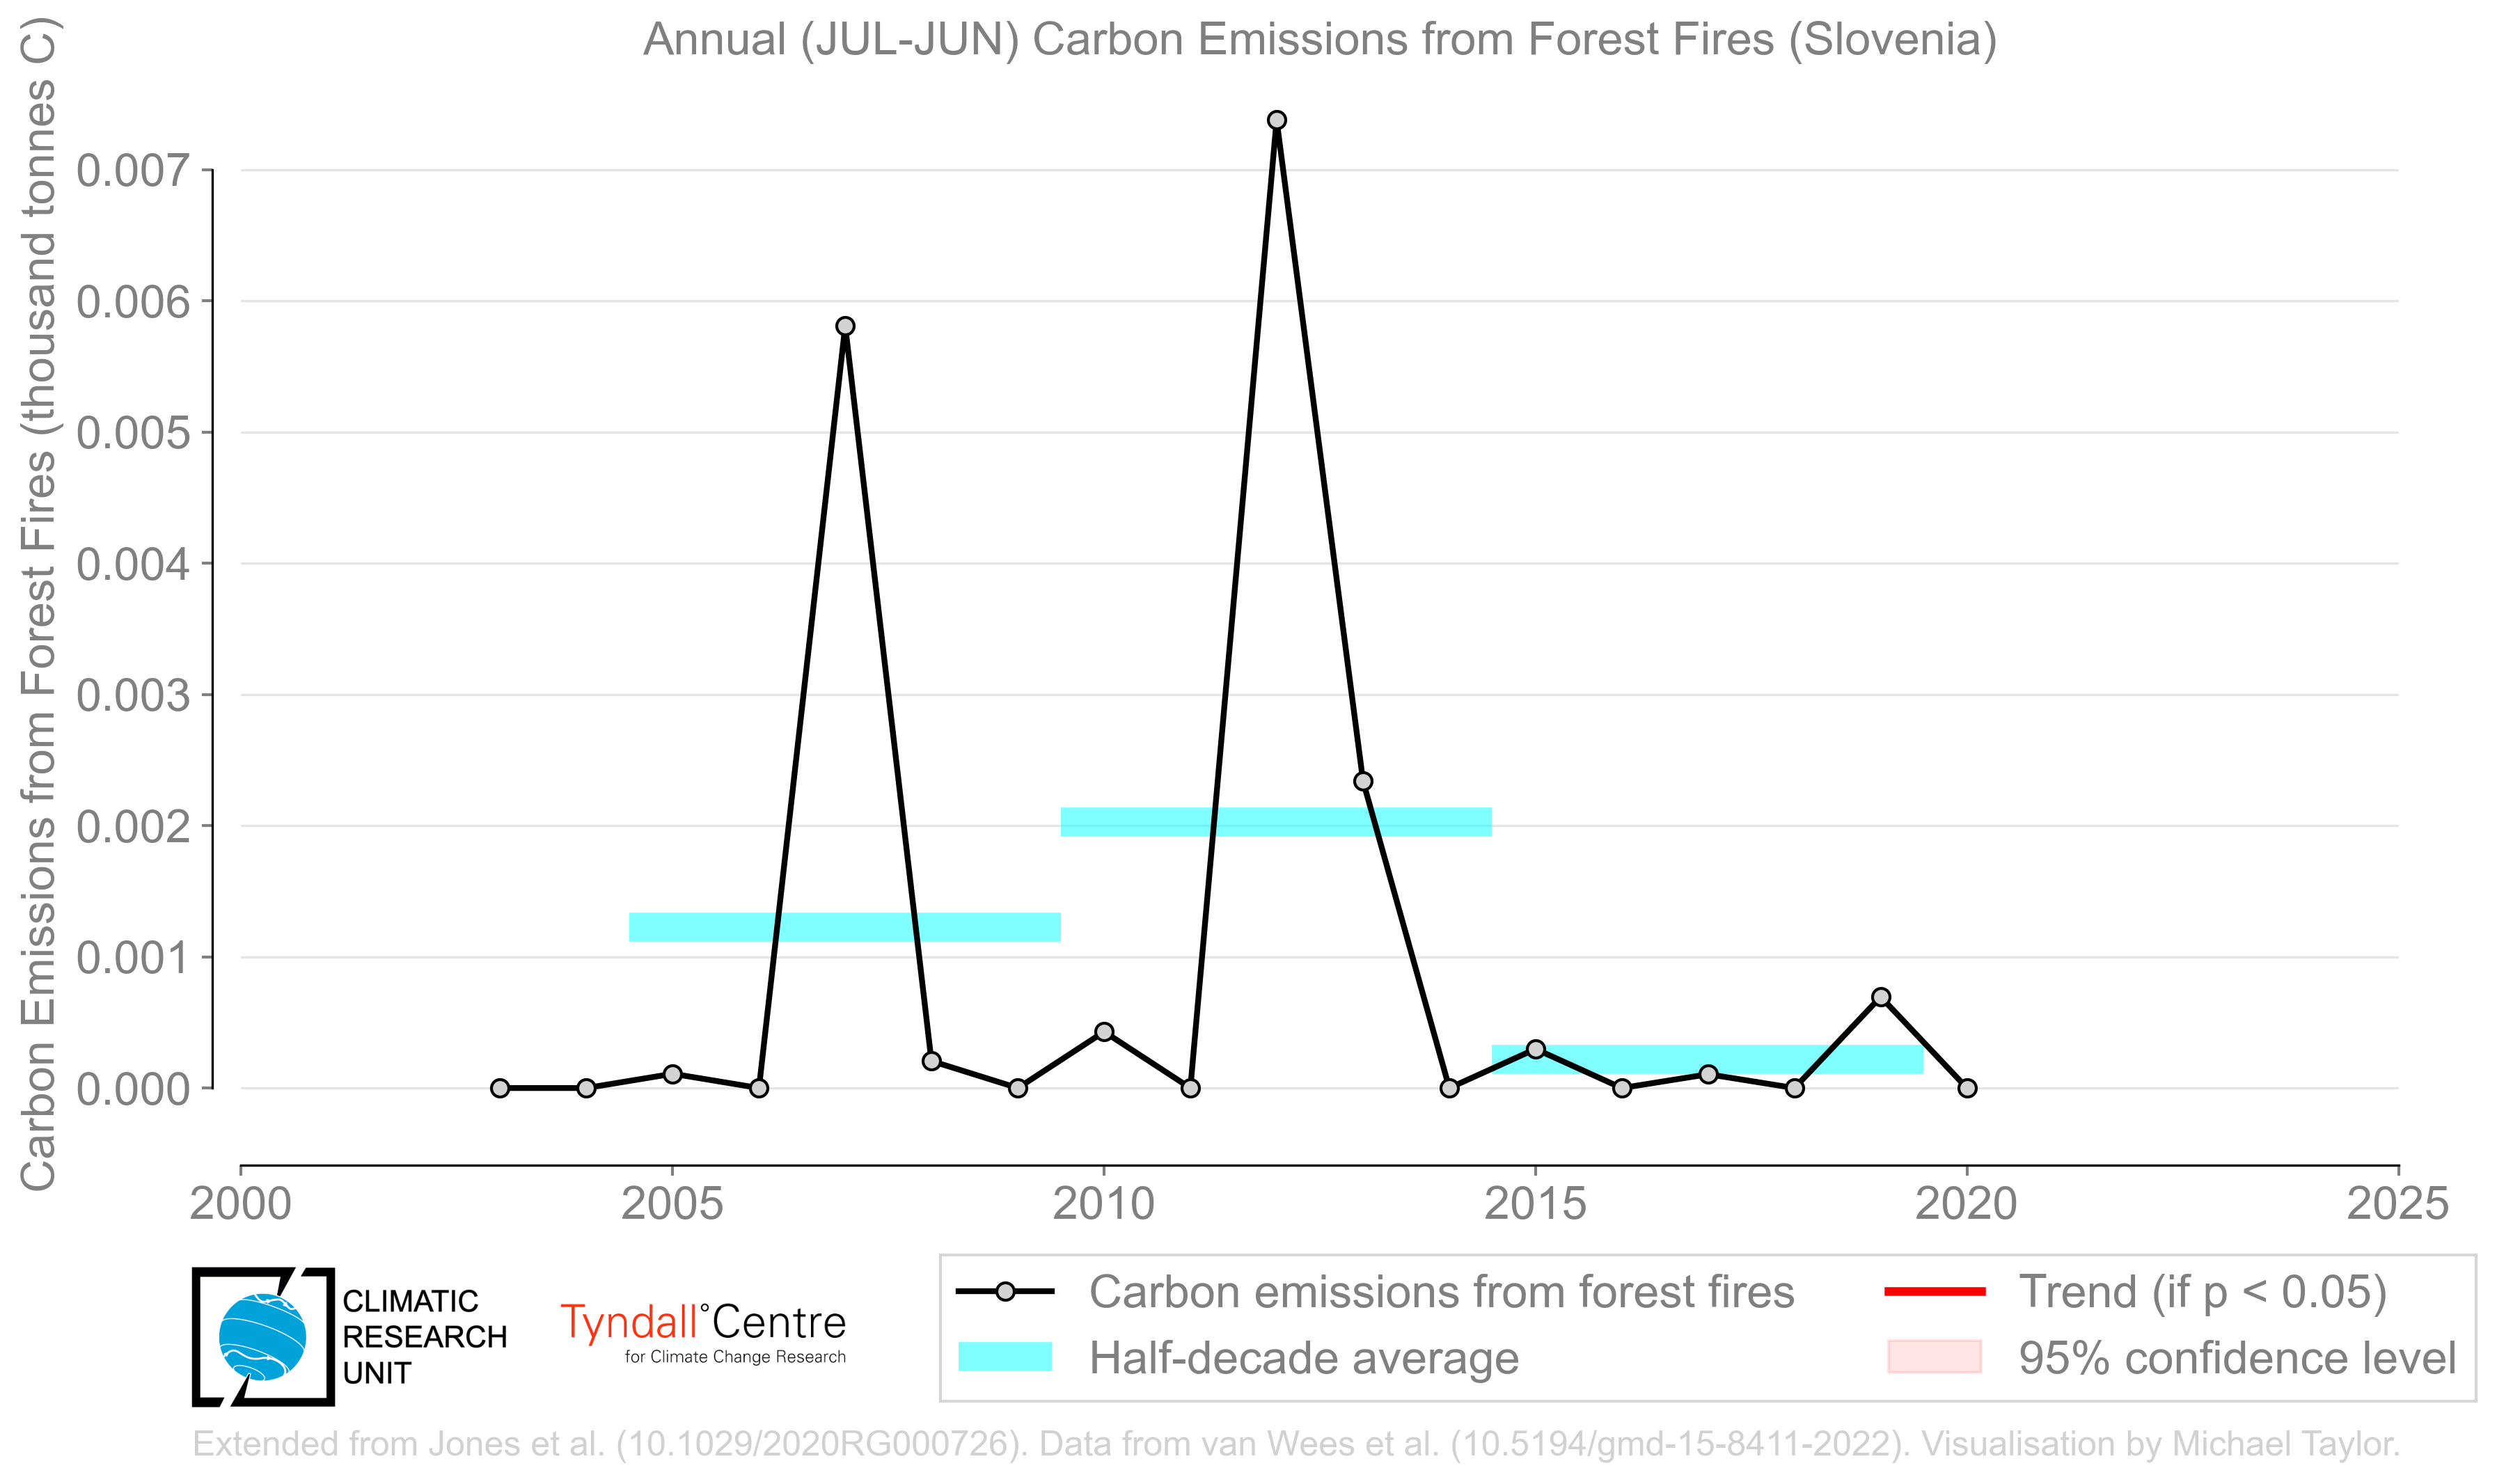 Annual (JUL-JUN) Carbon Emissions from Forest Fires (Slovenia)
Carbon Emissions from Forest Fires (thousand tonnes C)
0.007
0.006
0.005
0.004
0.003
0.002
0.001
0.000
2000 2005 2010 2015 2020 2025
CLIMATIC
RESEARCH
UNIT
Tyndall°Centre
for Climate Change Research
Carbon emissions from forest fires
Half-decade average
Trend (if p < 0.05)
95% confidence level
Extended from Jones et al. (10.1029/2020RG000726). Data from van Wees et al. (10.5194/gmd-15-8411-2022). Visualisation by Michael Taylor.